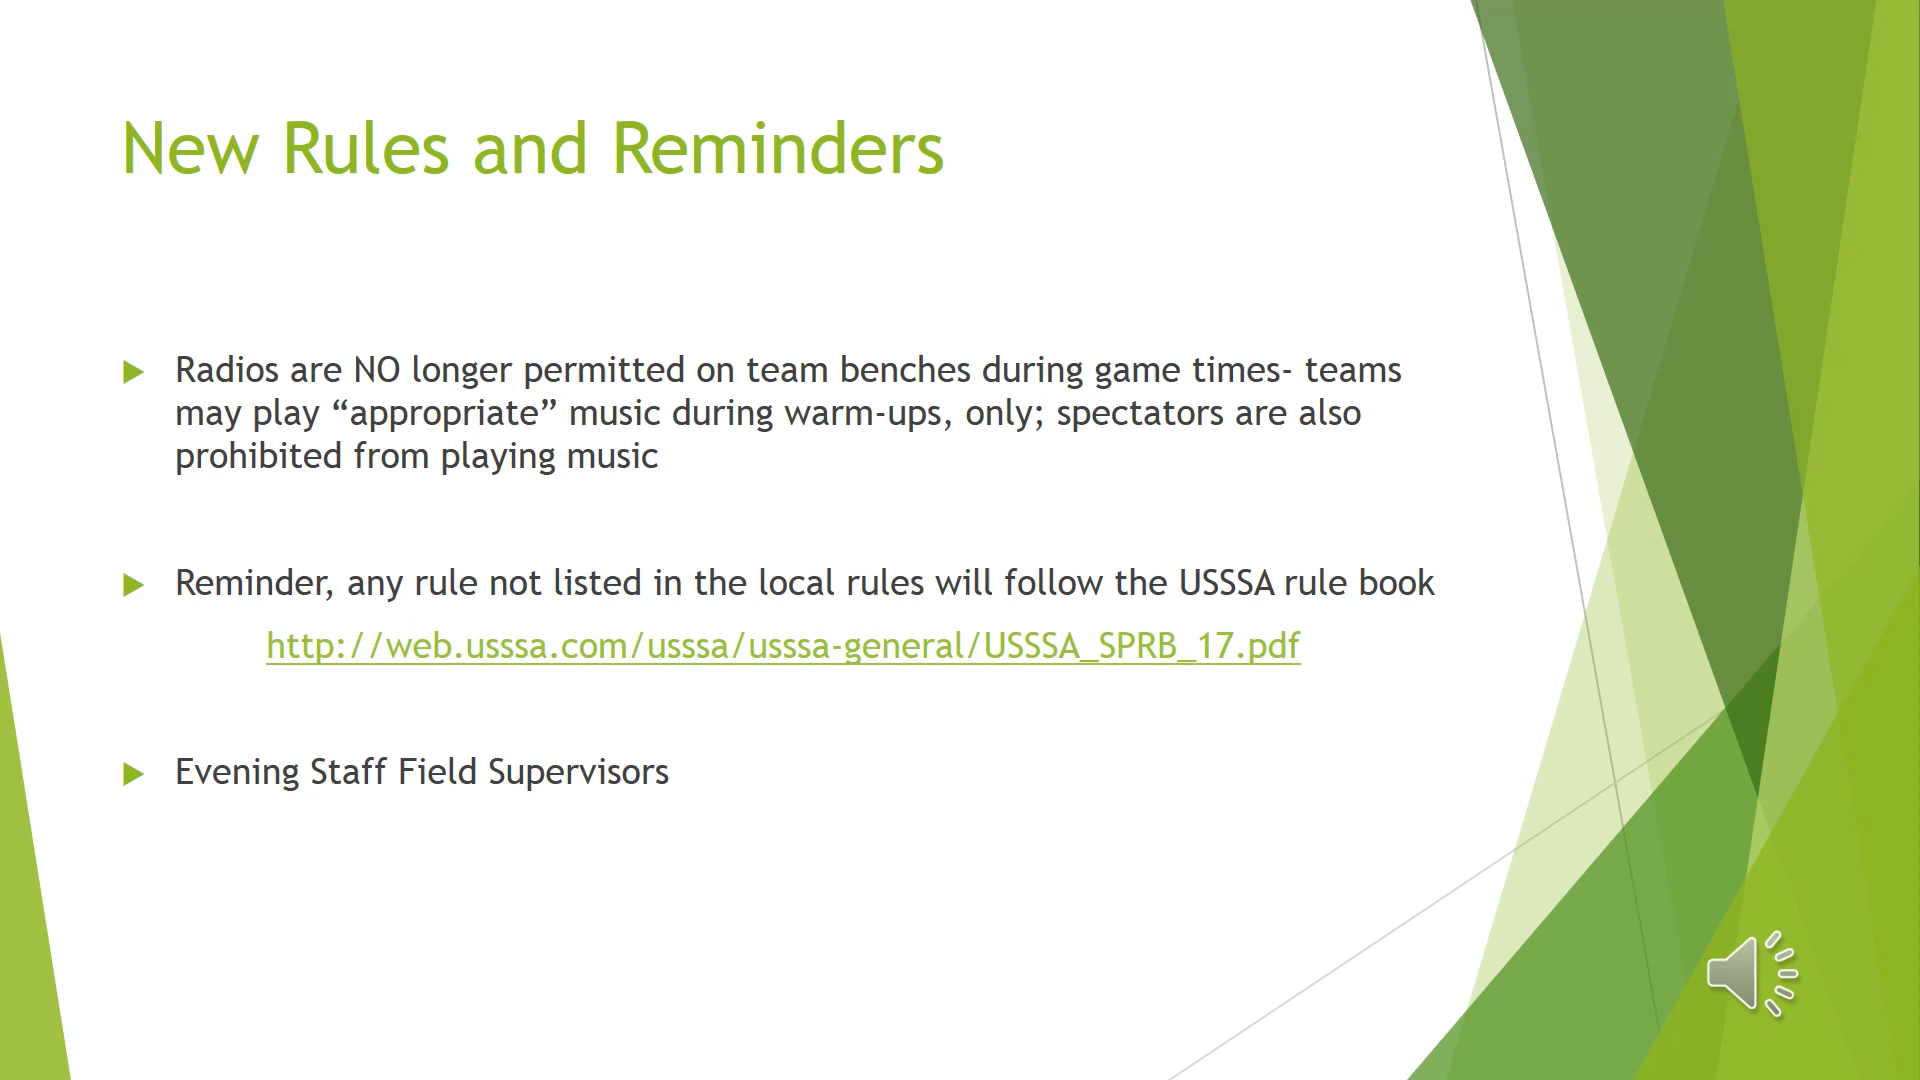 New Rules and Reminders
Radios are NO longer permitted on team benches during game times- teams
may play “appropriate” music during warm-ups, only; spectators are also
prohibited from playing music
Reminder, any rule not listed in the local rules will follow the USSSA rule book
http://web.usssa.com/usssa/usssa-general/USSSA_SPRB_17.pdf
Evening Staff Field Supervisors